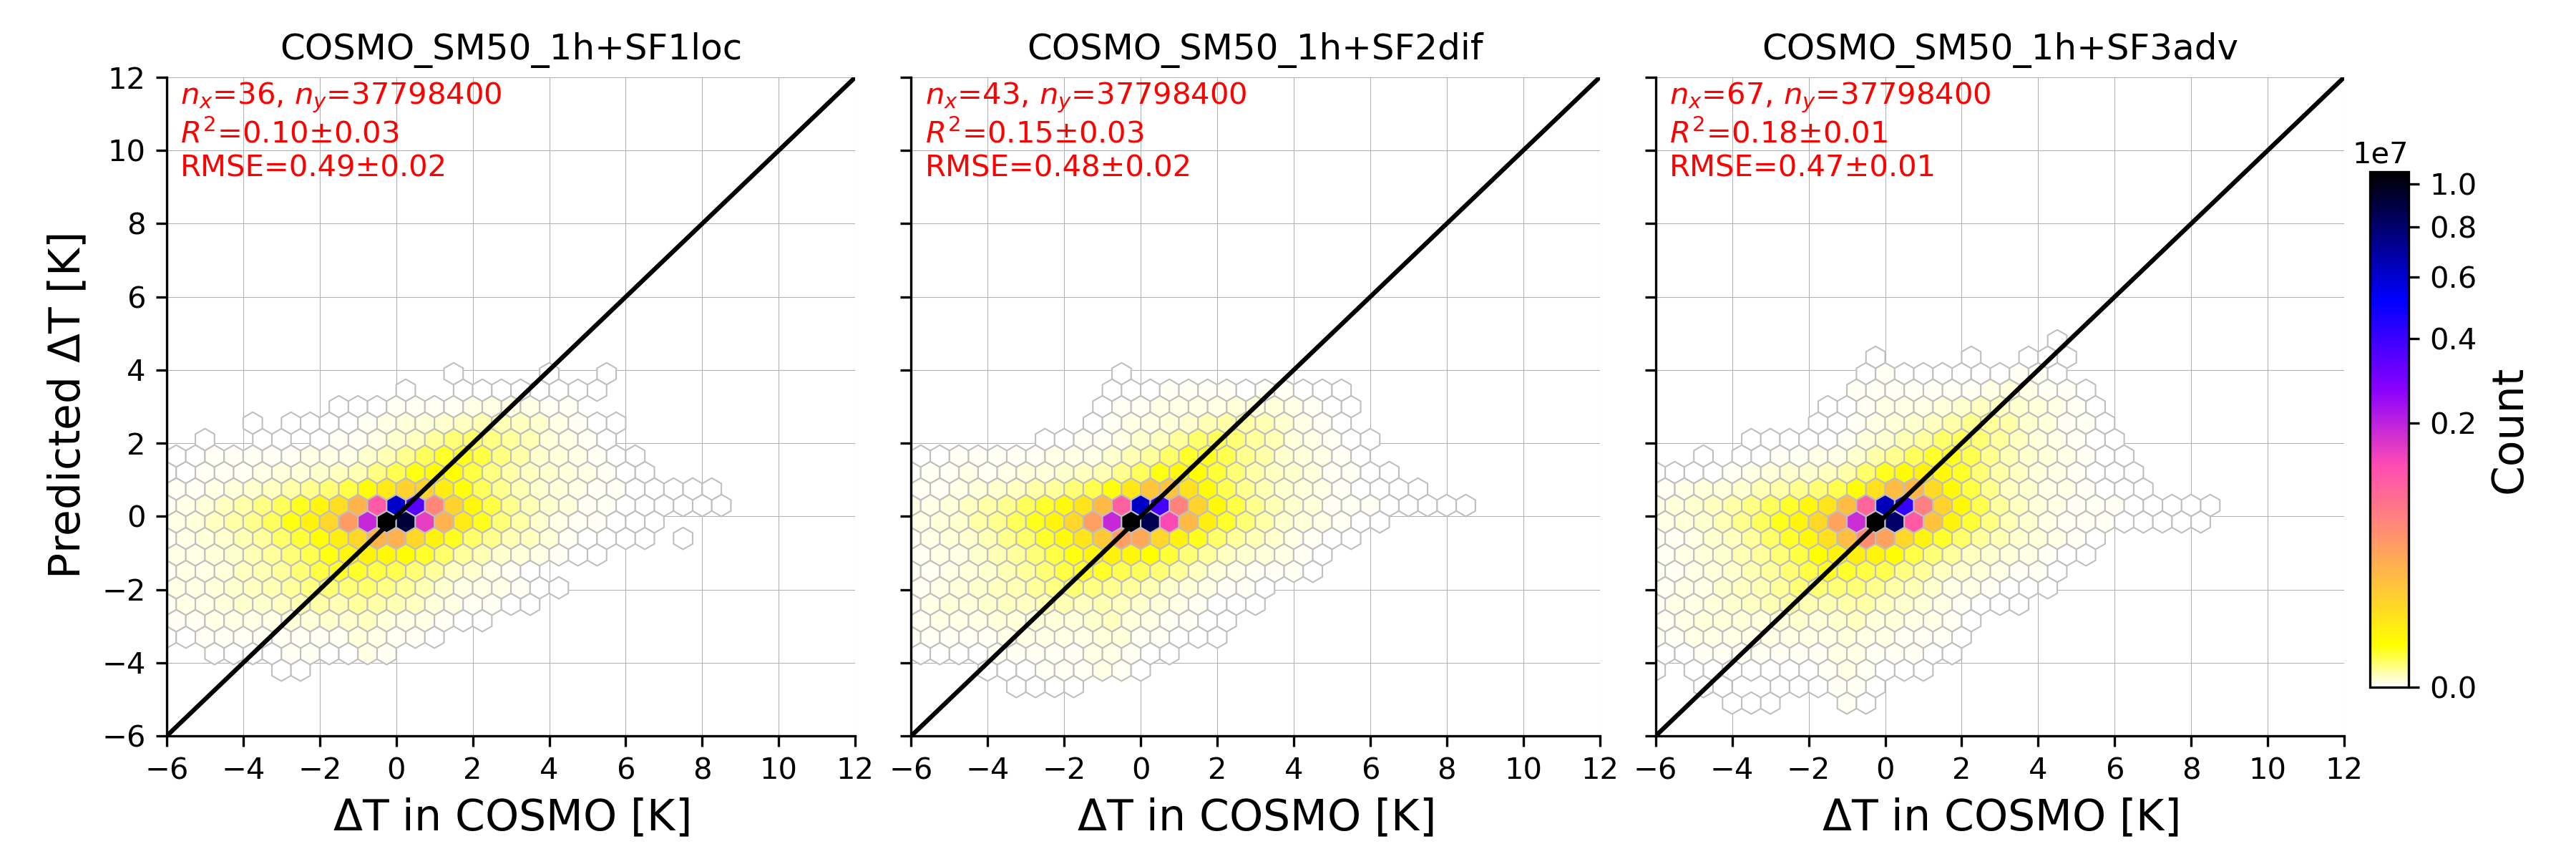 COSMO_SM50_1h+SF1loc
COSMO_SM50_1h+SF2dif
COSMO_SM50_1h+SF3adv
12
10
8
6
4
2
0
−2
−4
−6
Predicted ΔT [K]
nₓ=36, n_y=37798400
R²=0.10±0.03
RMSE=0.49±0.02
nₓ=43, n_y=37798400
R²=0.15±0.03
RMSE=0.48±0.02
nₓ=67, n_y=37798400
R²=0.18±0.01
RMSE=0.47±0.01
−6 −4 −2 0 2 4 6 8 10 12
−6 −4 −2 0 2 4 6 8 10 12
−6 −4 −2 0 2 4 6 8 10 12
ΔT in COSMO [K]
ΔT in COSMO [K]
ΔT in COSMO [K]
1e7
1.0
0.8
0.6
0.4
0.2
0.0
Count